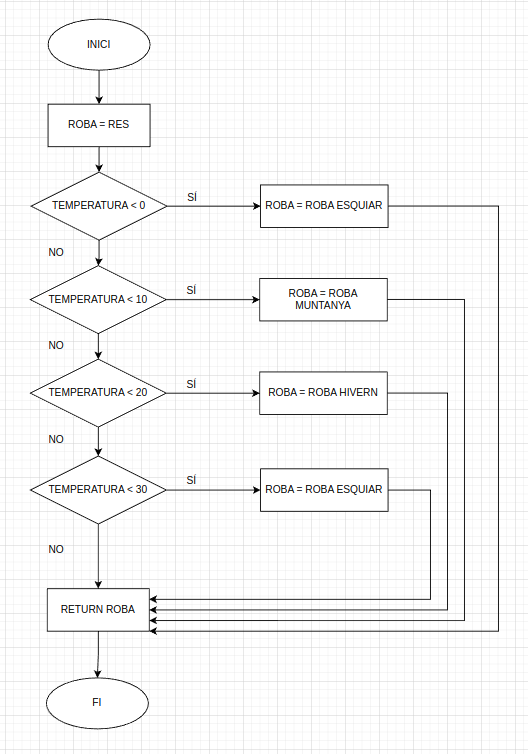 INICI
ROBA = RES
TEMPERATURA < 0
SÍ
ROBA = ROBA ESQUIAR
NO
TEMPERATURA < 10
SÍ
ROBA = ROBA
MUNTANYA
NO
TEMPERATURA < 20
SÍ
ROBA = ROBA HIVERN
NO
TEMPERATURA < 30
SÍ
ROBA = ROBA ESQUIAR
NO
RETURN ROBA
FI